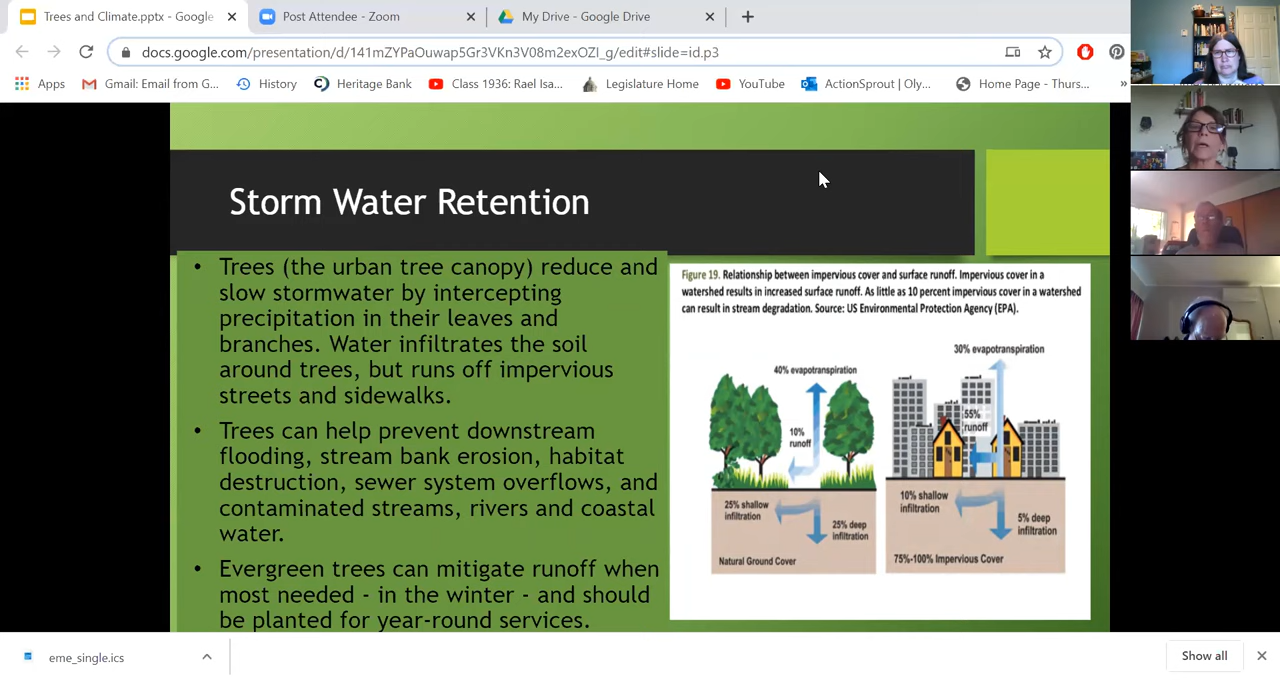 Trees and Climate.pptx - Google
Post Attendee - Zoom
My Drive - Google Drive
docs.google.com/presentation/d/141mZYPaOuwap5Gr3VKn3V08m2exOZI_g/edit#slide=id.p3
Apps
Gmail: Email from G...
History
Heritage Bank
Class 1936: Rael Isa...
Legislature Home
YouTube
ActionSprout | Oly...
Home Page - Thurs...
»
Storm Water Retention
• Trees (the urban tree canopy) reduce and
slow stormwater by intercepting
precipitation in their leaves and
branches. Water infiltrates the soil
around trees, but runs off impervious
streets and sidewalks.
• Trees can help prevent downstream
flooding, stream bank erosion, habitat
destruction, sewer system overflows, and
contaminated streams, rivers and coastal
water.
• Evergreen trees can mitigate runoff when
most needed - in the winter - and should
be planted for year-round services.
Figure 19. Relationship between impervious cover and surface runoff. Impervious cover in a
watershed results in increased surface runoff. As little as 10 percent impervious cover in a watershed
can result in stream degradation. Source: US Environmental Protection Agency (EPA).
40% evapotranspiration
10%
runoff
25% shallow
infiltration
25% deep
infiltration
Natural Ground Cover
30% evapotranspiration
55%
runoff
10% shallow
infiltration
5% deep
infiltration
75%-100% Impervious Cover
eme_single.ics
Show all